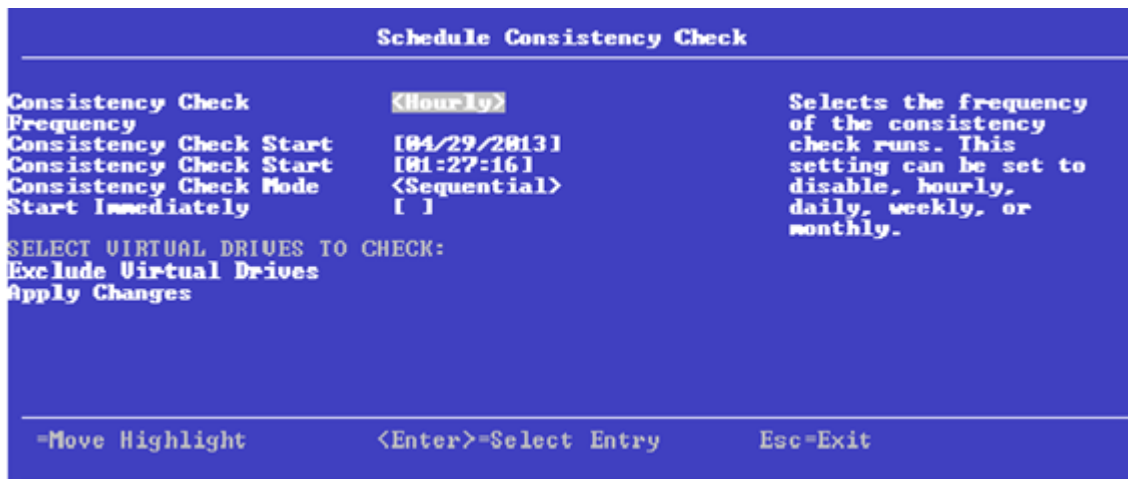 Schedule Consistency Check
Consistency Check <Hourly>
Frequency
Consistency Check Start [04/29/2013]
Consistency Check Start [01:27:16]
Consistency Check Mode <Sequential>
Start Immediately [ ]
SELECT VIRTUAL DRIVES TO CHECK:
Exclude Virtual Drives
Apply Changes
Selects the frequency
of the consistency
check runs. This
setting can be set to
disable, hourly,
daily, weekly, or
monthly.
=Move Highlight <Enter>=Select Entry Esc=Exit